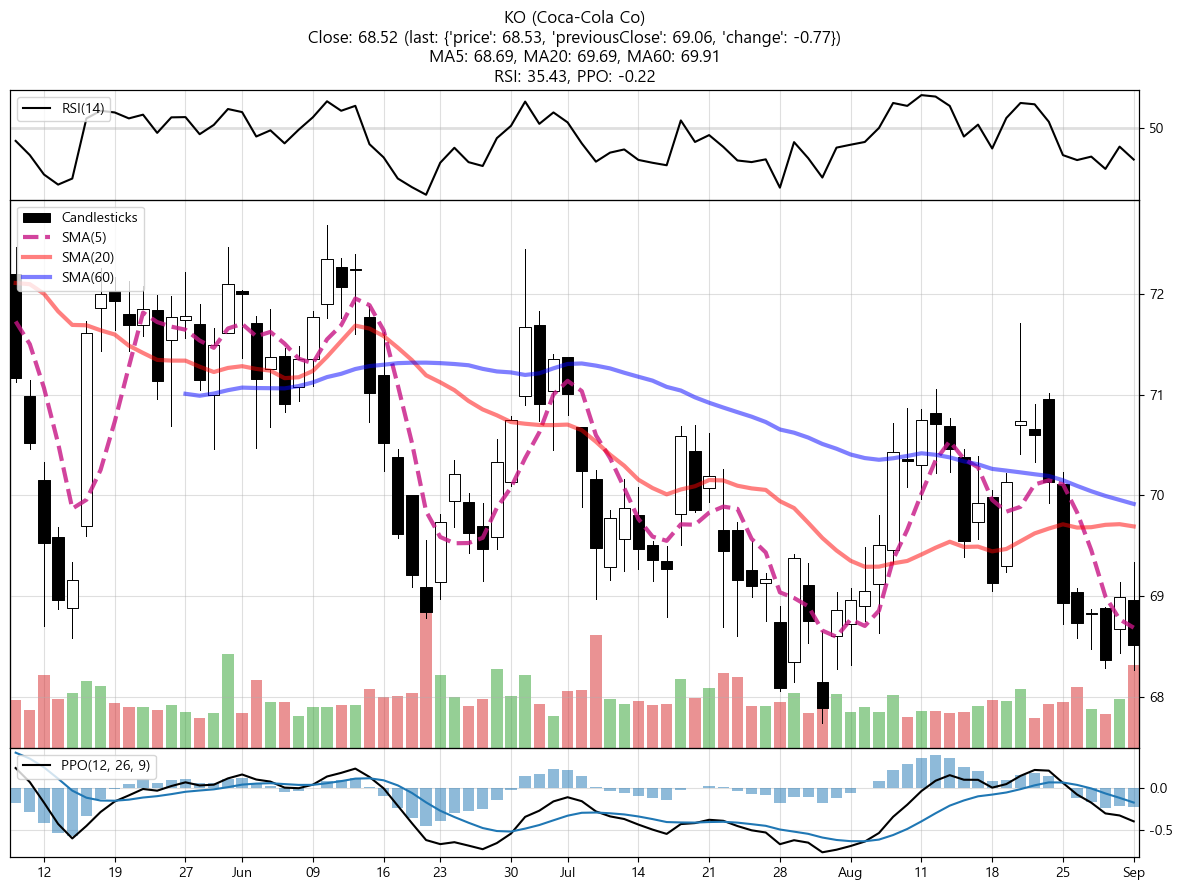 KO (Coca-Cola Co)
Close: 68.52 (last: {'price': 68.53, 'previousClose': 69.06, 'change': -0.77})
MA5: 68.69, MA20: 69.69, MA60: 69.91
RSI: 35.43, PPO: -0.22
RSI(14)
50
Candlesticks
SMA(5)
SMA(20)
SMA(60)
72
71
70
69
68
PPO(12, 26, 9)
0.0
-0.5
12 19 27 Jun 09 16 23 30 Jul 14 21 28 Aug 11 18 25 Sep